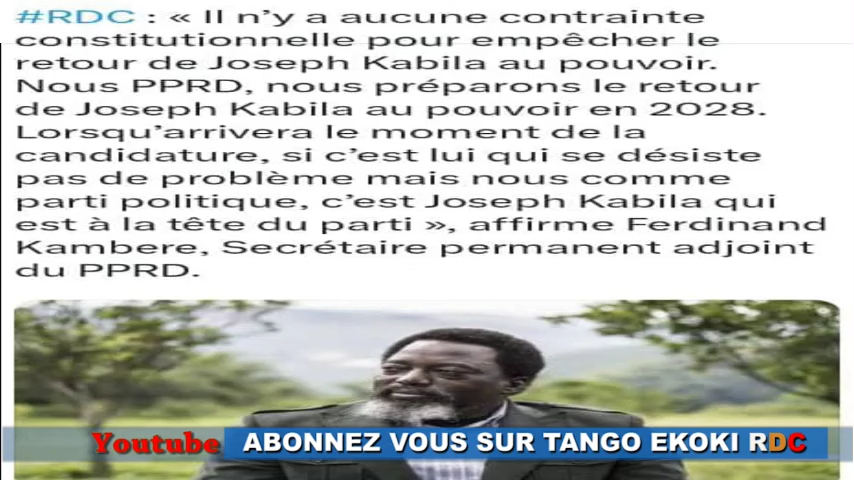 #RDC : « Il n’y a aucune contrainte
constitutionnelle pour empêcher le
retour de Joseph Kabila au pouvoir.
Nous PPRD, nous préparons le retour
de Joseph Kabila au pouvoir en 2028.
Lorsqu’arrivera le moment de la
candidature, si c’est lui qui se désiste
pas de problème mais nous comme
parti politique, c’est Joseph Kabila qui
est à la tête du parti », affirme Ferdinand
Kambere, Secrétaire permanent adjoint
du PPRD.
Youtube ABONNEZ VOUS SUR TANGO EKOKI RDC